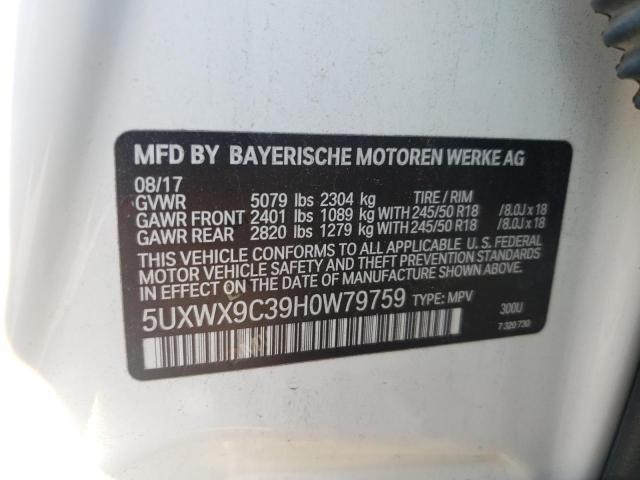 MFD BY BAYERISCHE MOTOREN WERKE AG
08/17
GVWR 5079 lbs 2304 kg TIRE / RIM
GAWR FRONT 2401 lbs 1089 kg WITH 245/50 R18 /8.0J x 18
GAWR REAR 2820 lbs 1279 kg WITH 245/50 R18 /8.0J x 18
THIS VEHICLE CONFORMS TO ALL APPLICABLE U. S. FEDERAL
MOTOR VEHICLE SAFETY AND THEFT PREVENTION STANDARDS
IN EFFECT ON THE DATE OF MANUFACTURE SHOWN ABOVE.
5UXWX9C39H0W79759 TYPE: MPV 300U
7 320 730